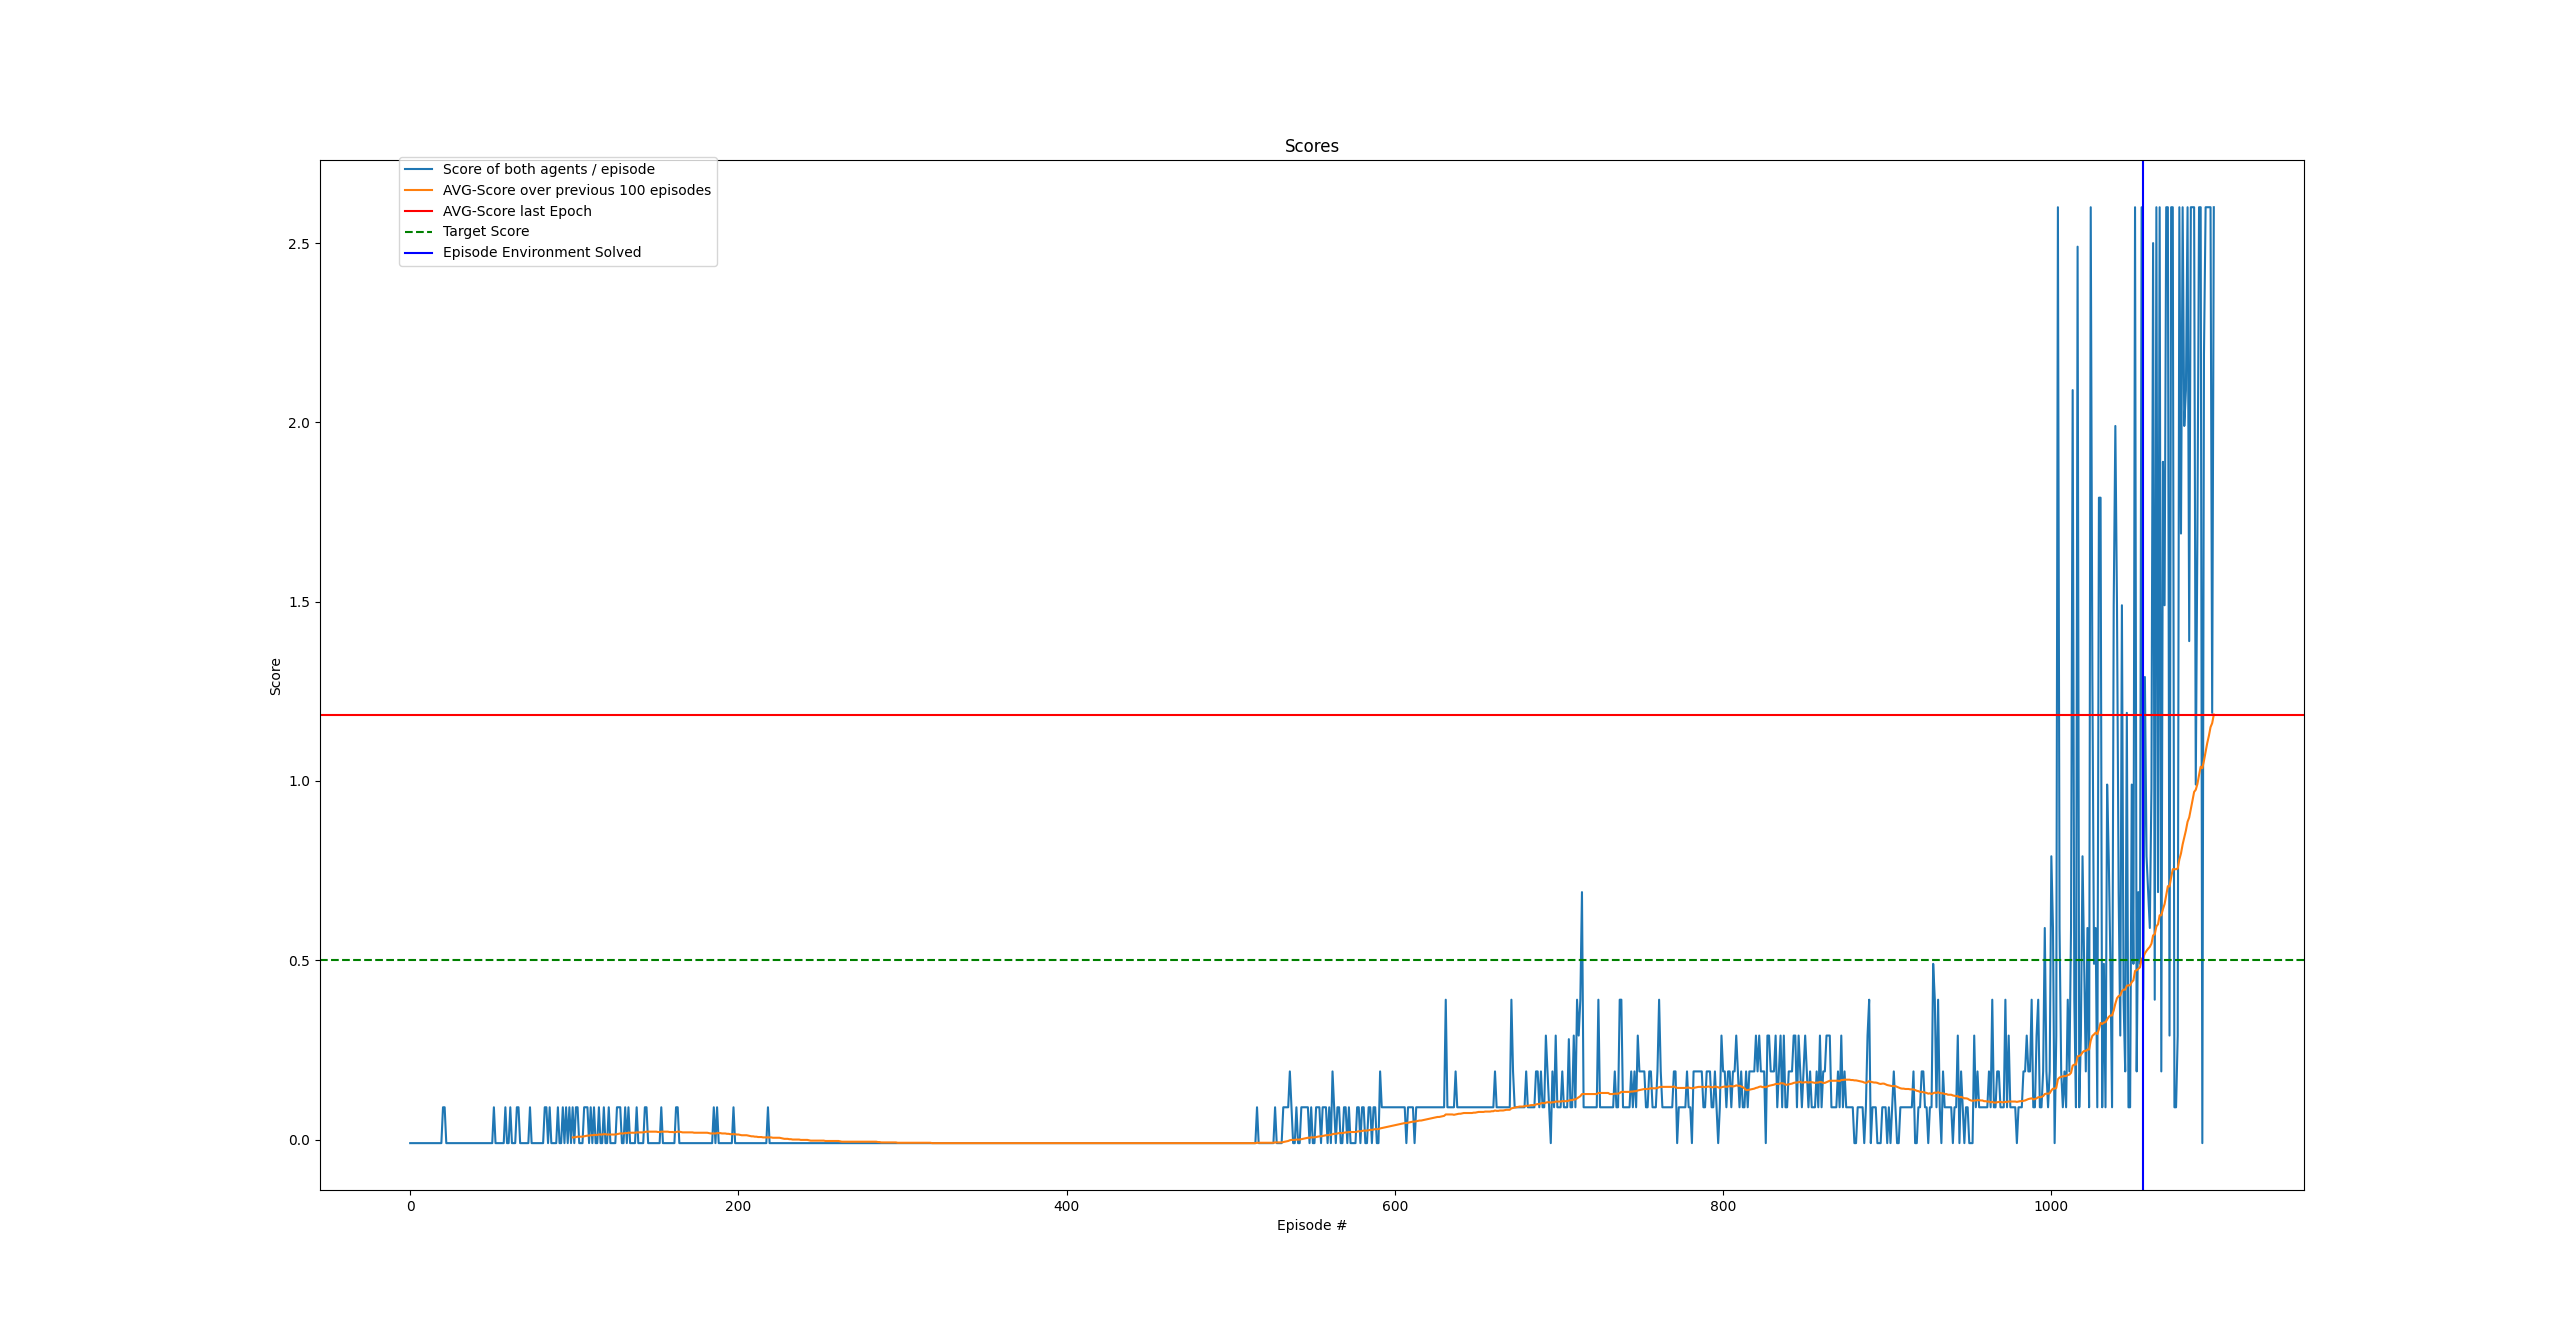 Scores
Score of both agents / episode
AVG-Score over previous 100 episodes
AVG-Score last Epoch
Target Score
Episode Environment Solved
2.5
2.0
1.5
1.0
0.5
0.0
Score
0 200 400 600 800 1000
Episode #